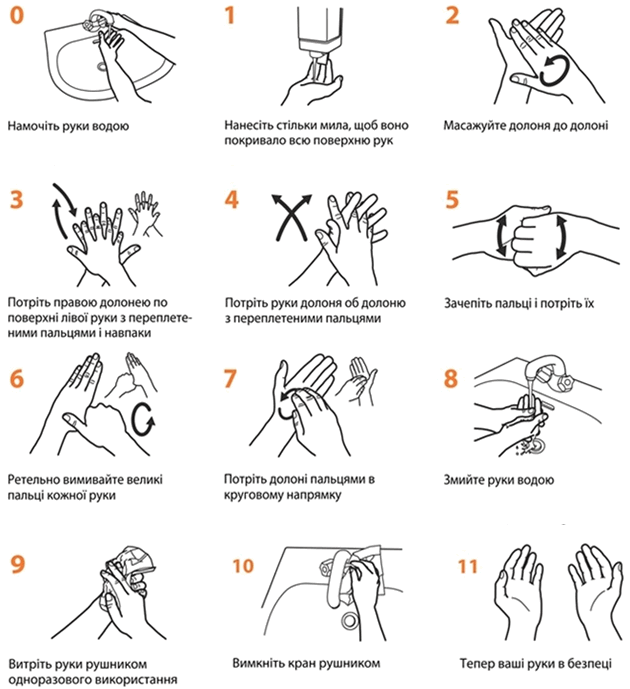 0
Намочіть руки водою
1
Нанесіть стільки мила, щоб воно
покривало всю поверхню рук
2
Масажуйте долоня до долоні
3
Потріть правою долонею по
поверхні лівої руки з переплете-
ними пальцями і навпаки
4
Потріть руки долоня об долоню
з переплетеними пальцями
5
Зачепіть пальці і потріть їх
6
Ретельно вимивайте великі
пальці кожної руки
7
Потріть долоні пальцями в
круговому напрямку
8
Змийте руки водою
9
Витріть руки рушником
одноразового використання
10
Вимкніть кран рушником
11
Тепер ваші руки в безпеці